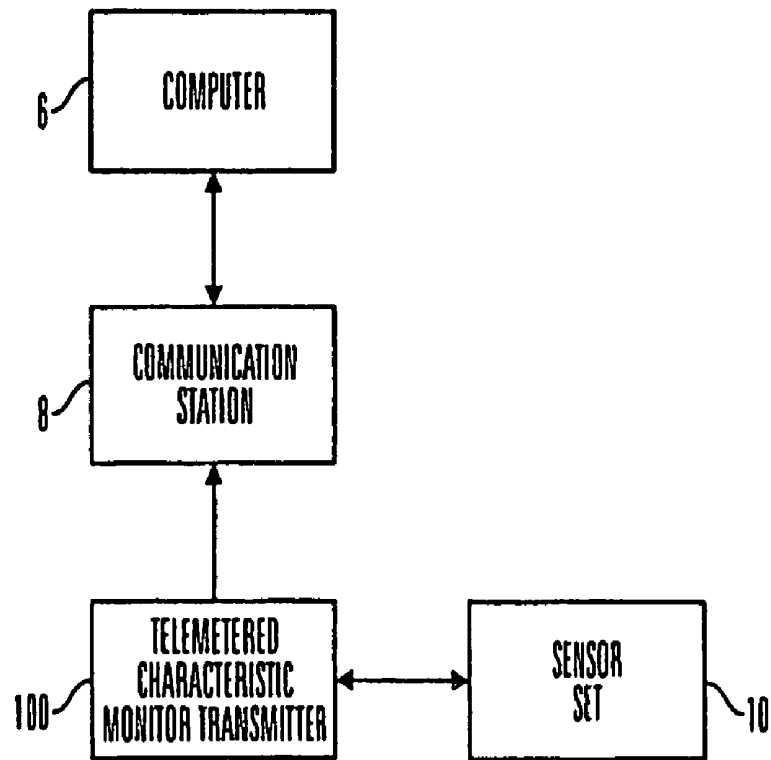 COMPUTER
6
COMMUNICATION
STATION
8
TELEMETERED
CHARACTERISTIC
MONITOR TRANSMITTER
100
SENSOR
SET
10